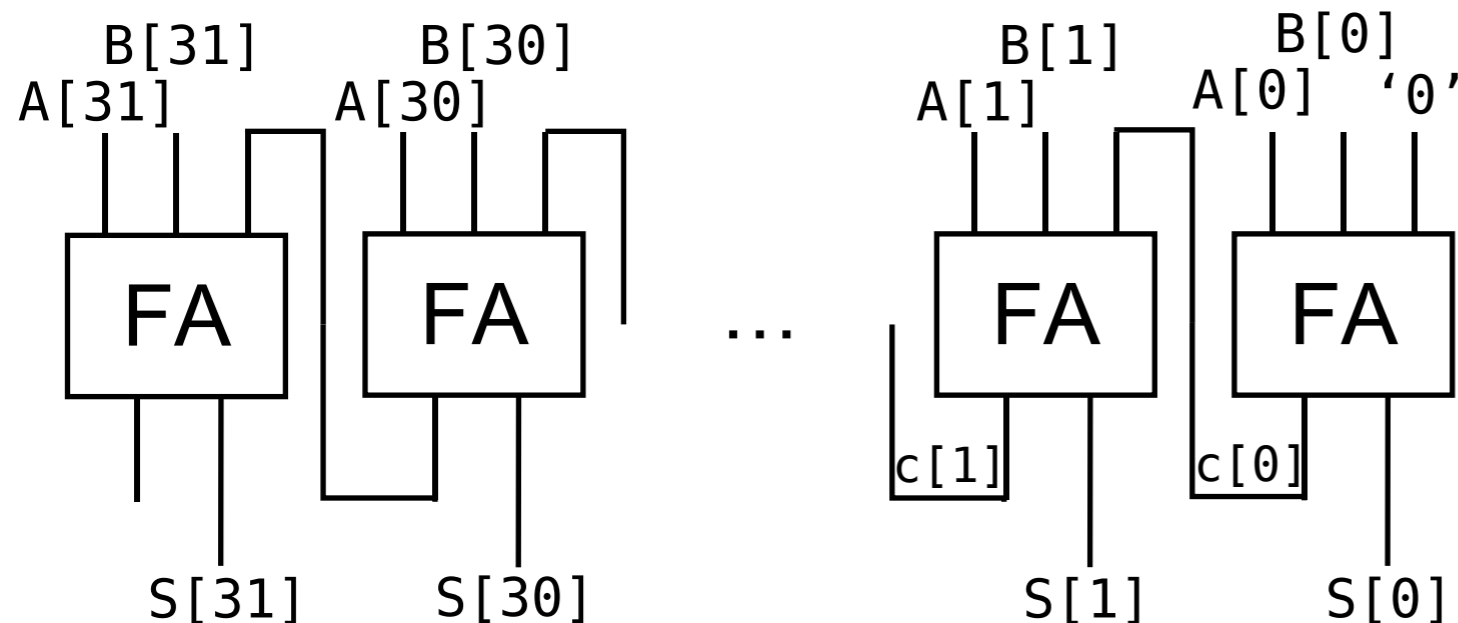 B[31] B[30] B[1] B[0]
A[31] A[30] A[1] A[0] ‘0’
FA FA ... FA FA
c[1] c[0]
S[31] S[30] S[1] S[0]